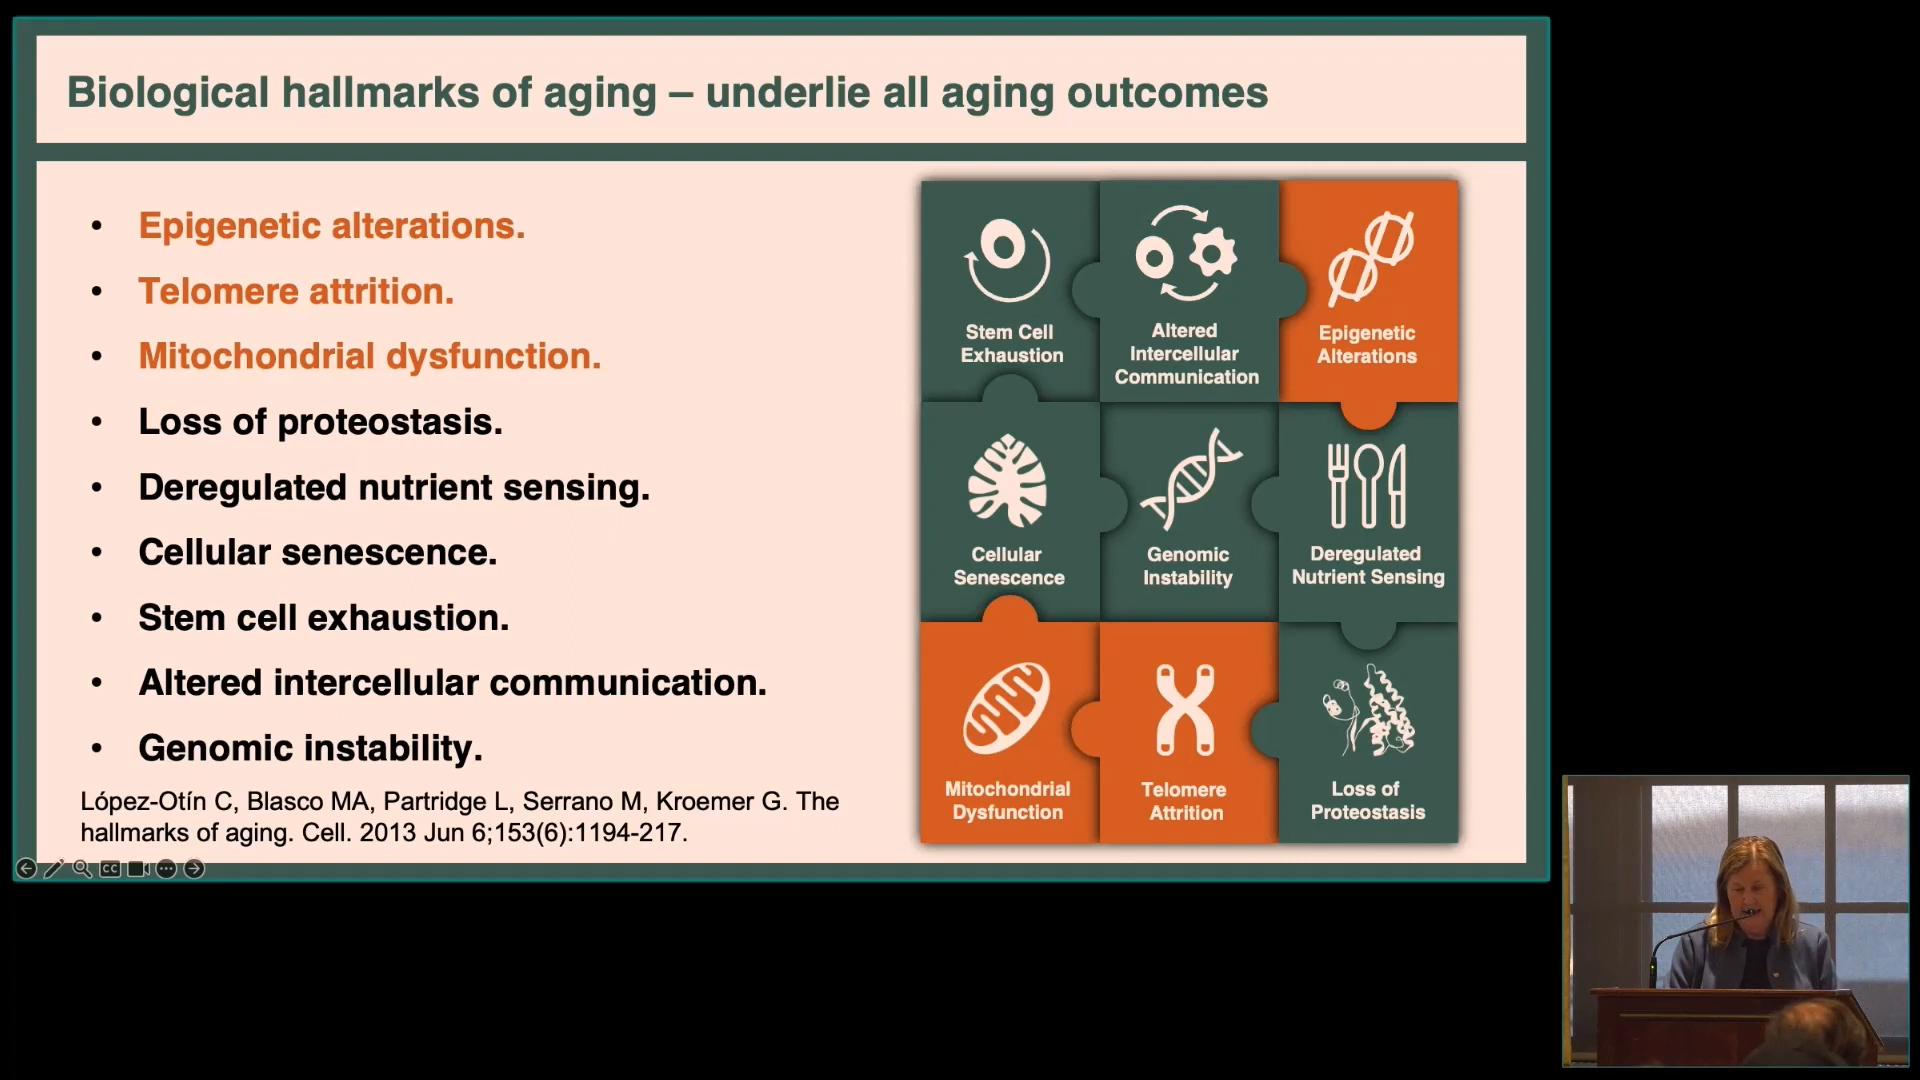 Biological hallmarks of aging – underlie all aging outcomes
• Epigenetic alterations.
• Telomere attrition.
• Mitochondrial dysfunction.
• Loss of proteostasis.
• Deregulated nutrient sensing.
• Cellular senescence.
• Stem cell exhaustion.
• Altered intercellular communication.
• Genomic instability.
López-Otín C, Blasco MA, Partridge L, Serrano M, Kroemer G. The
hallmarks of aging. Cell. 2013 Jun 6;153(6):1194-217.
Stem Cell
Exhaustion
Altered
Intercellular
Communication
Epigenetic
Alterations
Cellular
Senescence
Genomic
Instability
Deregulated
Nutrient Sensing
Mitochondrial
Dysfunction
Telomere
Attrition
Loss of
Proteostasis
CC